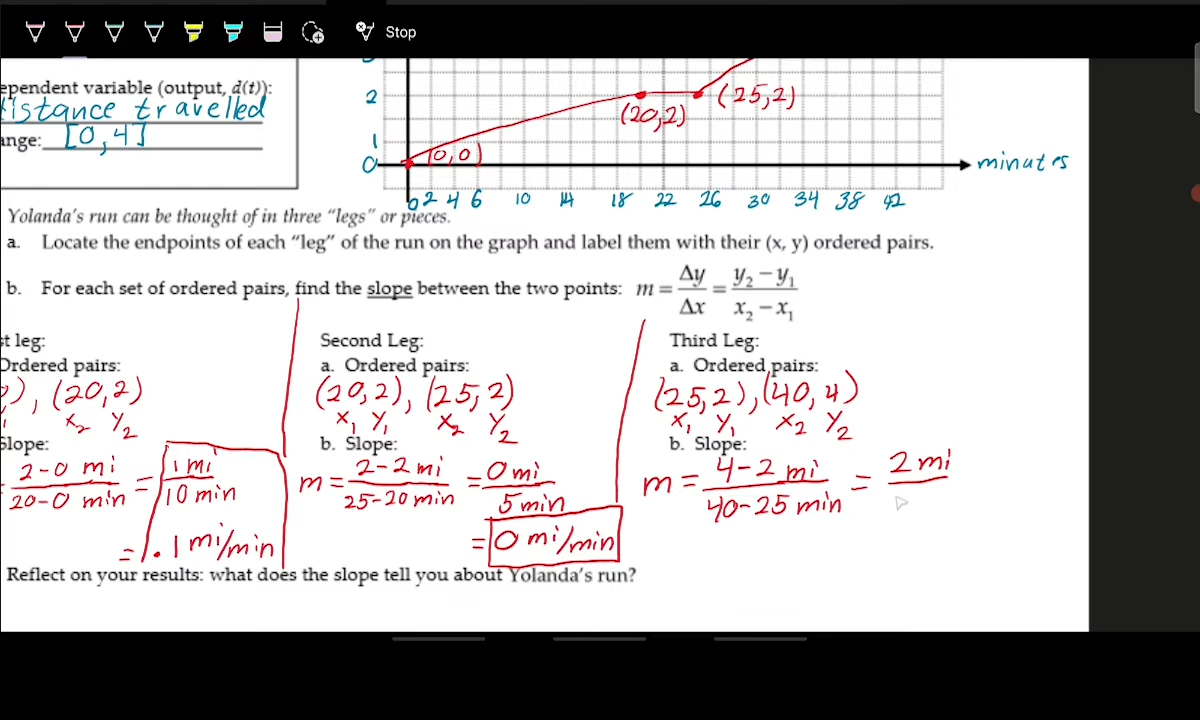 Stop
ependent variable (output, d(t)):
distance travelled
ange: [0,4]
2
(20,2)
(25,2)
1
0
(0,0)
minutes
0 2 4 6 10 14 18 22 26 30 34 38 42
Yolanda's run can be thought of in three "legs" or pieces.
a. Locate the endpoints of each "leg" of the run on the graph and label them with their (x, y) ordered pairs.
b. For each set of ordered pairs, find the slope between the two points: m = Δy/Δx = y₂ − y₁/x₂ − x₁
st leg:
Ordered pairs:
), (20,2)
x₂ y₂
Slope:
2-0 mi/20-0 min = 1 mi/10 min
= .1 mi/min
Second Leg:
a. Ordered pairs:
(20,2), (25,2)
x₁ y₁ x₂ y₂
b. Slope:
m = 2-2 mi/25-20 min = 0 mi/5 min
= 0 mi/min
Third Leg:
a. Ordered pairs:
(25,2), (40,4)
x₁ y₁ x₂ y₂
b. Slope:
m = 4-2 mi/40-25 min = 2 mi
Reflect on your results: what does the slope tell you about Yolanda's run?